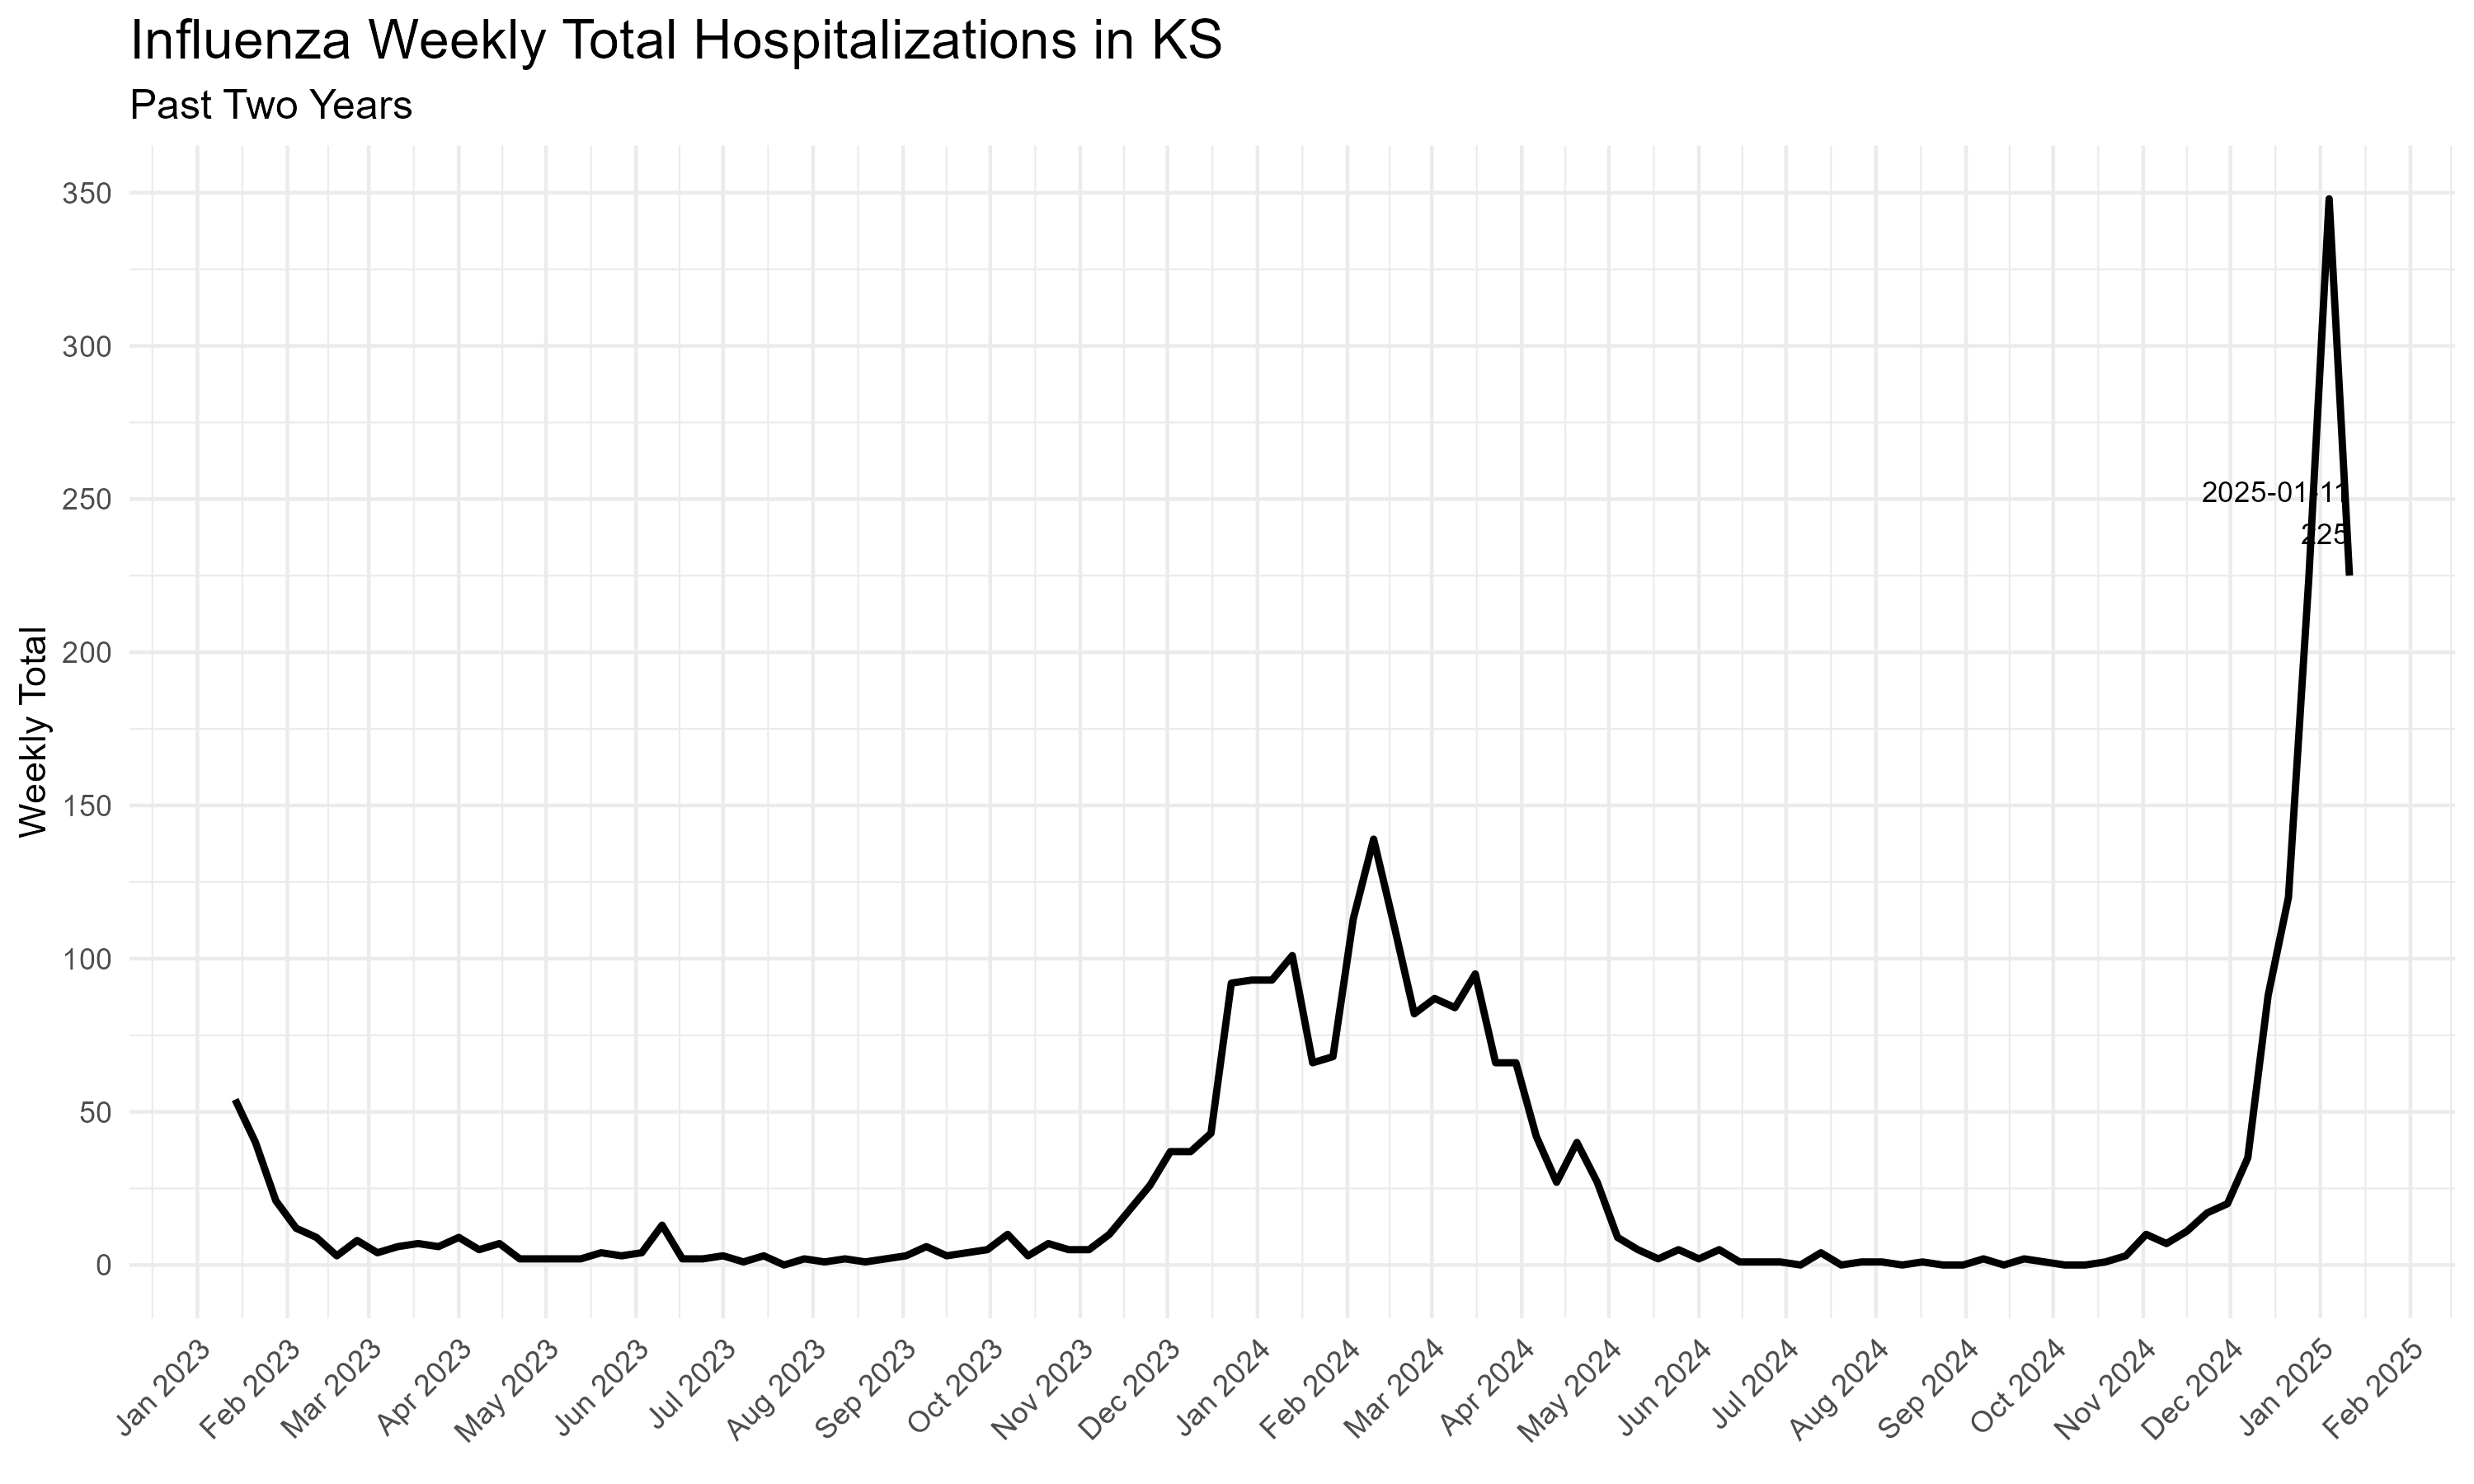 Influenza Weekly Total Hospitalizations in KS
Past Two Years
350
300
250
200
150
100
50
0
Weekly Total
2025-01-11
225
Jan 2023
Feb 2023
Mar 2023
Apr 2023
May 2023
Jun 2023
Jul 2023
Aug 2023
Sep 2023
Oct 2023
Nov 2023
Dec 2023
Jan 2024
Feb 2024
Mar 2024
Apr 2024
May 2024
Jun 2024
Jul 2024
Aug 2024
Sep 2024
Oct 2024
Nov 2024
Dec 2024
Jan 2025
Feb 2025